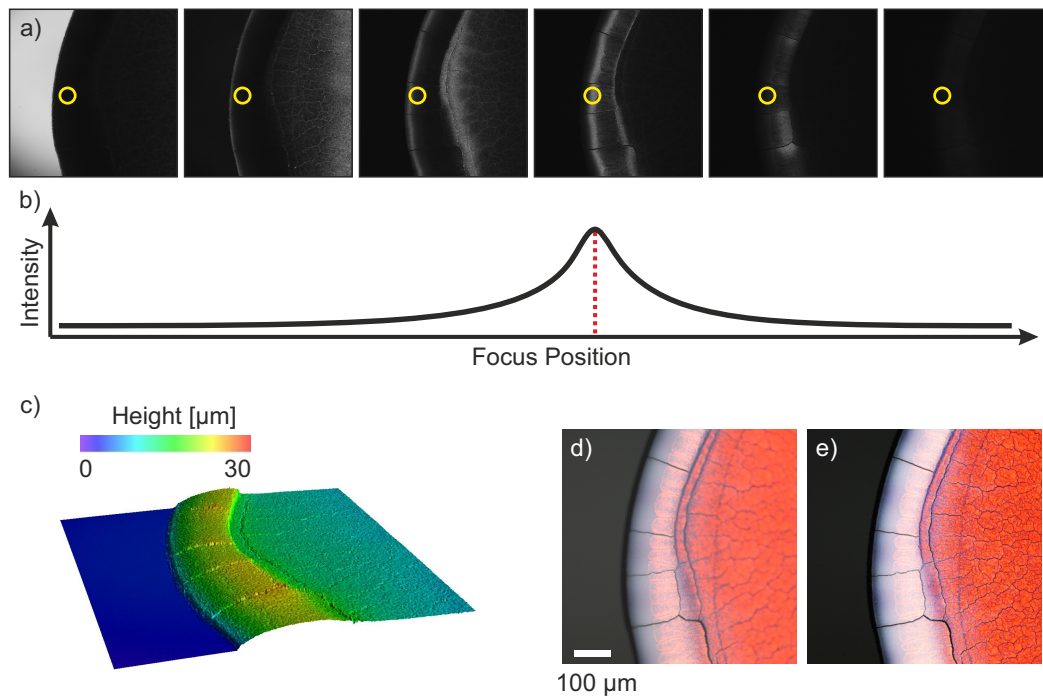 a)
b)
Intensity
Focus Position
c)
Height [µm]
0 30
d)
e)
100 µm